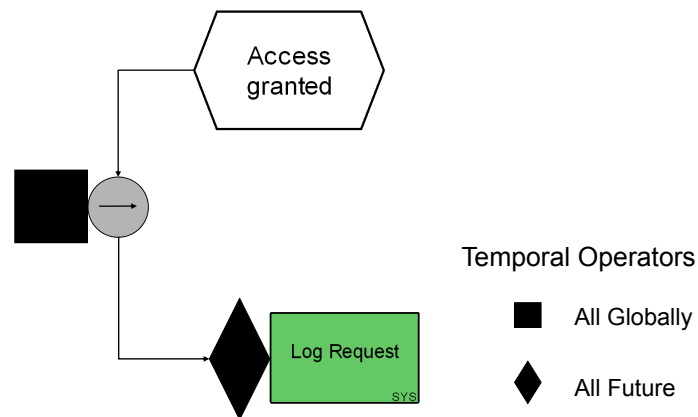 Access
granted
Log Request
SYS
Temporal Operators
All Globally
All Future